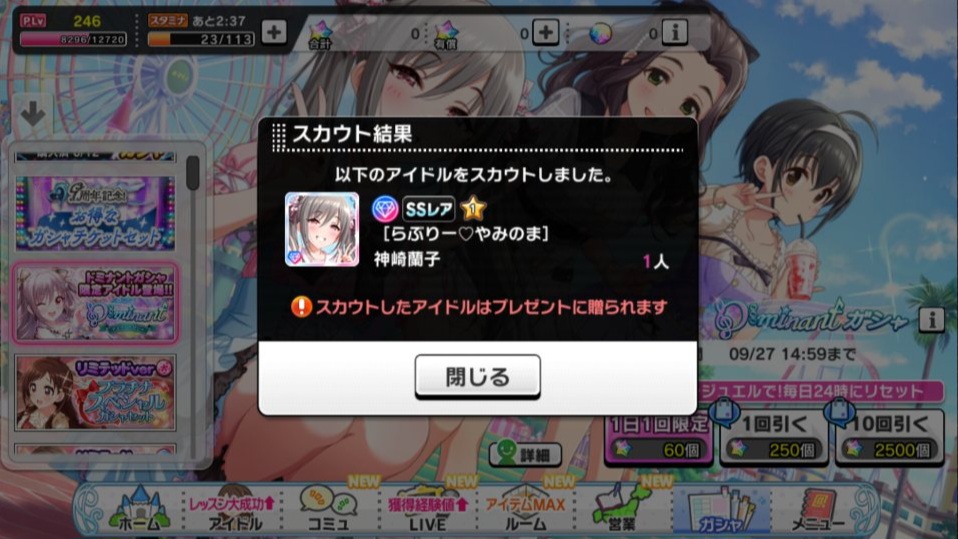 P.Lv 246
8296/12720
スタミナ あと2:37
23/113
合計 0
有償 0
0
スカウト結果
以下のアイドルをスカウトしました。
SSレア 1
[らぶりー♡やみのま]
神崎蘭子
1人
スカウトしたアイドルはプレゼントに贈られます
閉じる
周年記念!
お得な
ガシャチケットセット
ドミナントガシャ
限定アイドル登場!!
Dominant
リミテッドver
プラチナ
スペシャル
ガシャセット
Dominantガシャ
09/27 14:59まで
ジュエルで!毎日24時にリセット
1日1回限定
60個
1回引く
250個
10回引く
2500個
詳細
NEW NEW NEW NEW
ホーム
レッスン大成功↑
アイドル
コミュ
獲得経験値↑
LIVE
アイテムMAX
ルーム
営業
ガシャ
メニュー